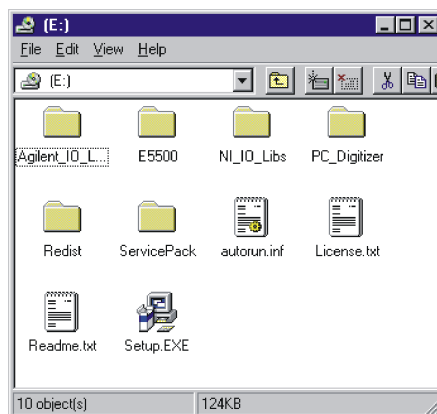 (E:)
File Edit View Help
(E:)
Agilent_IO_L... E5500 NI_IO_Libs PC_Digitizer
Redist ServicePack autorun.inf License.txt
Readme.txt Setup.EXE
10 object(s) 124KB